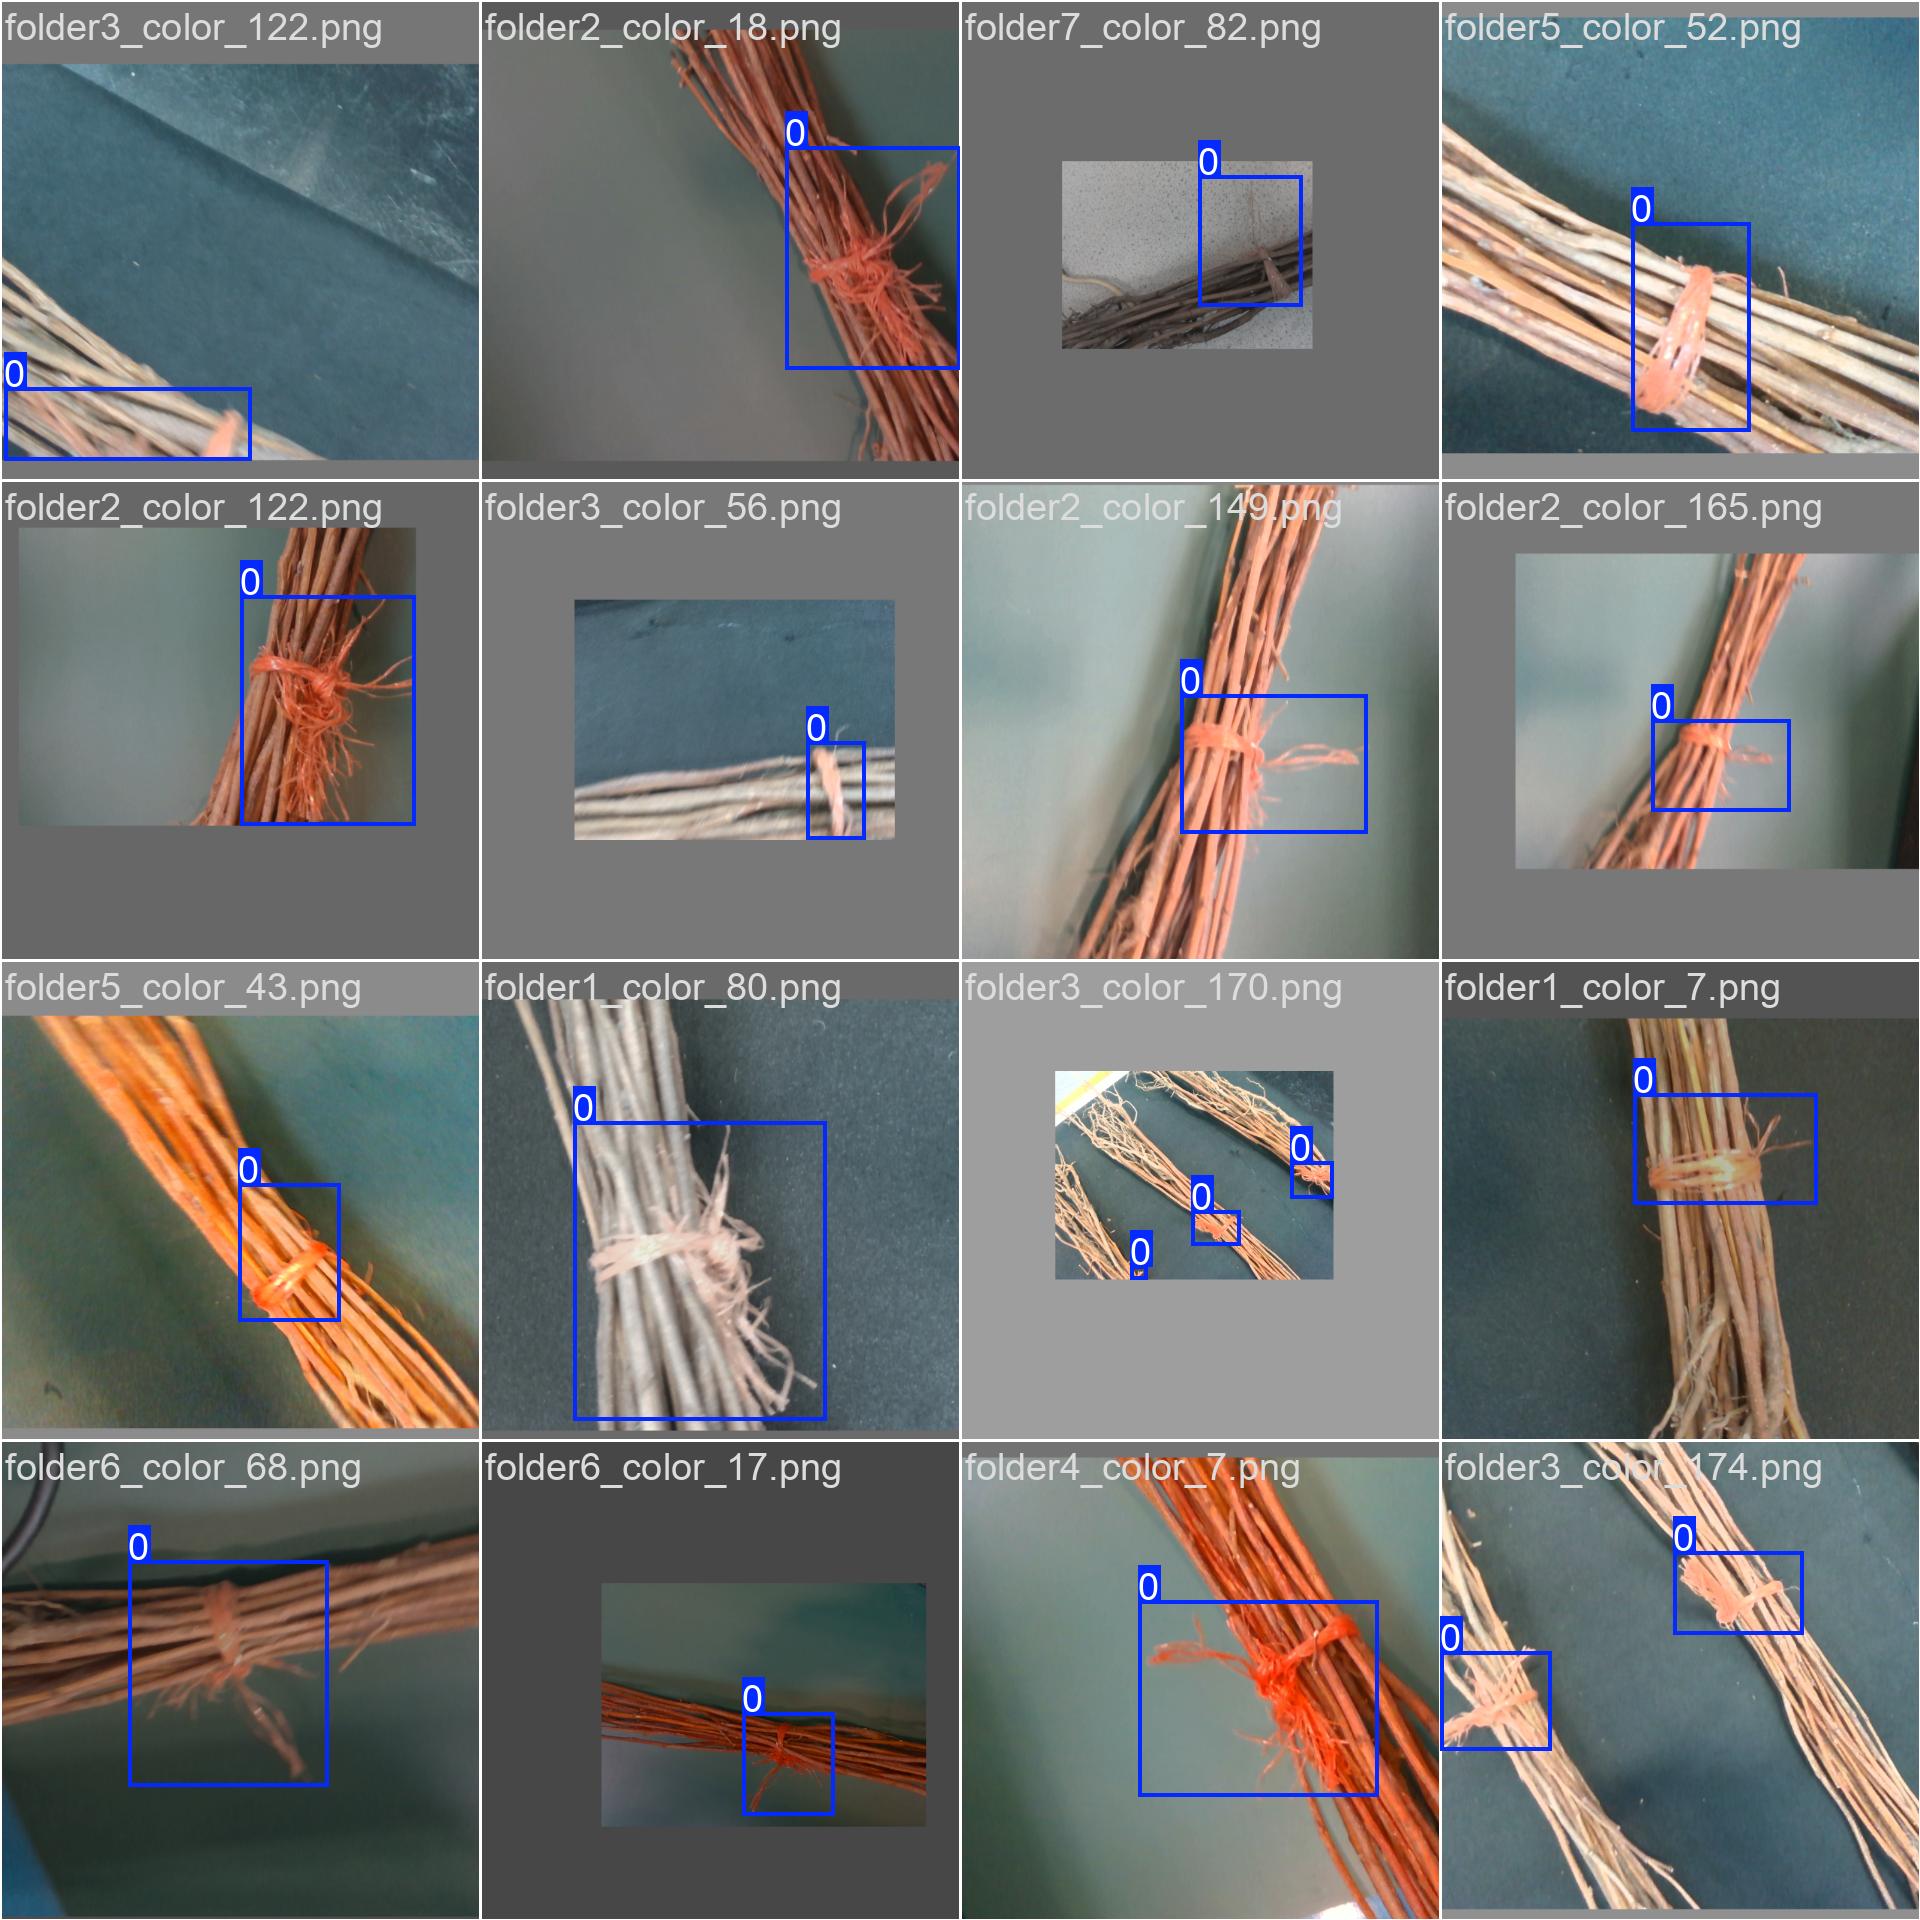 folder3_color_122.png
folder2_color_18.png
folder7_color_82.png
folder5_color_52.png
0
0
0
0
folder2_color_122.png
folder3_color_56.png
folder2_color_149.png
folder2_color_165.png
0
0
0
0
folder5_color_43.png
folder1_color_80.png
folder3_color_170.png
folder1_color_7.png
0
0
0
0
0
0
folder6_color_68.png
folder6_color_17.png
folder4_color_7.png
folder3_color_174.png
0
0
0
0
0